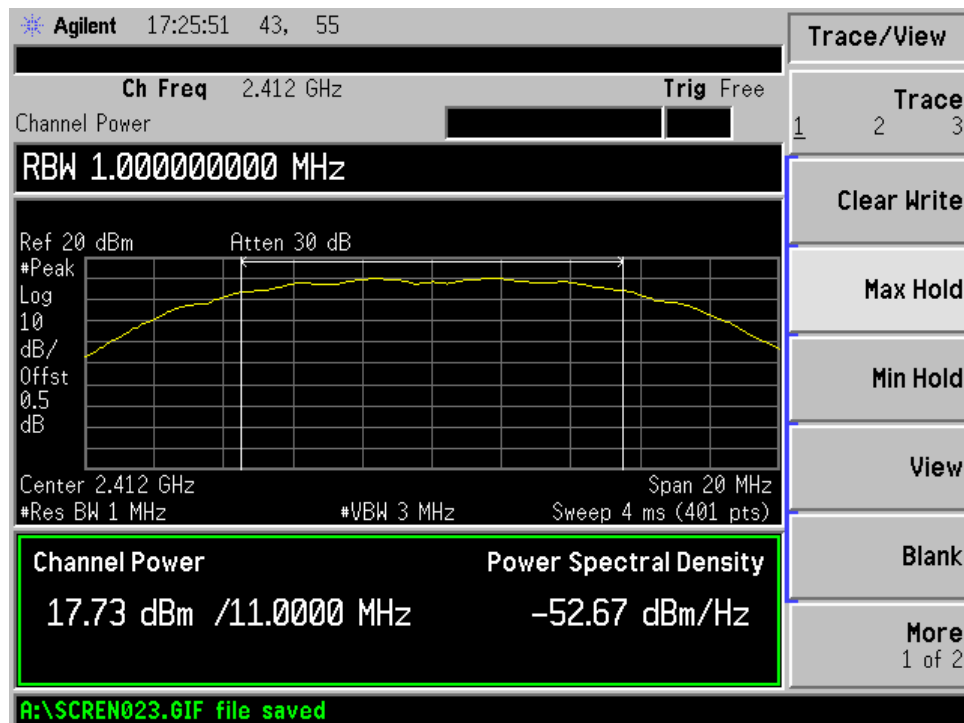 Agilent 17:25:51 43, 55
Trace/View
Ch Freq 2.412 GHz Trig Free
Channel Power
Trace
1 2 3
RBW 1.000000000 MHz
Clear Write
Ref 20 dBm Atten 30 dB
#Peak
Log
10
dB/
Offst
0.5
dB
Max Hold
Min Hold
Center 2.412 GHz Span 20 MHz
#Res BW 1 MHz #VBW 3 MHz Sweep 4 ms (401 pts)
View
Channel Power Power Spectral Density
17.73 dBm /11.0000 MHz -52.67 dBm/Hz
Blank
More
1 of 2
A:\SCREN023.GIF file saved